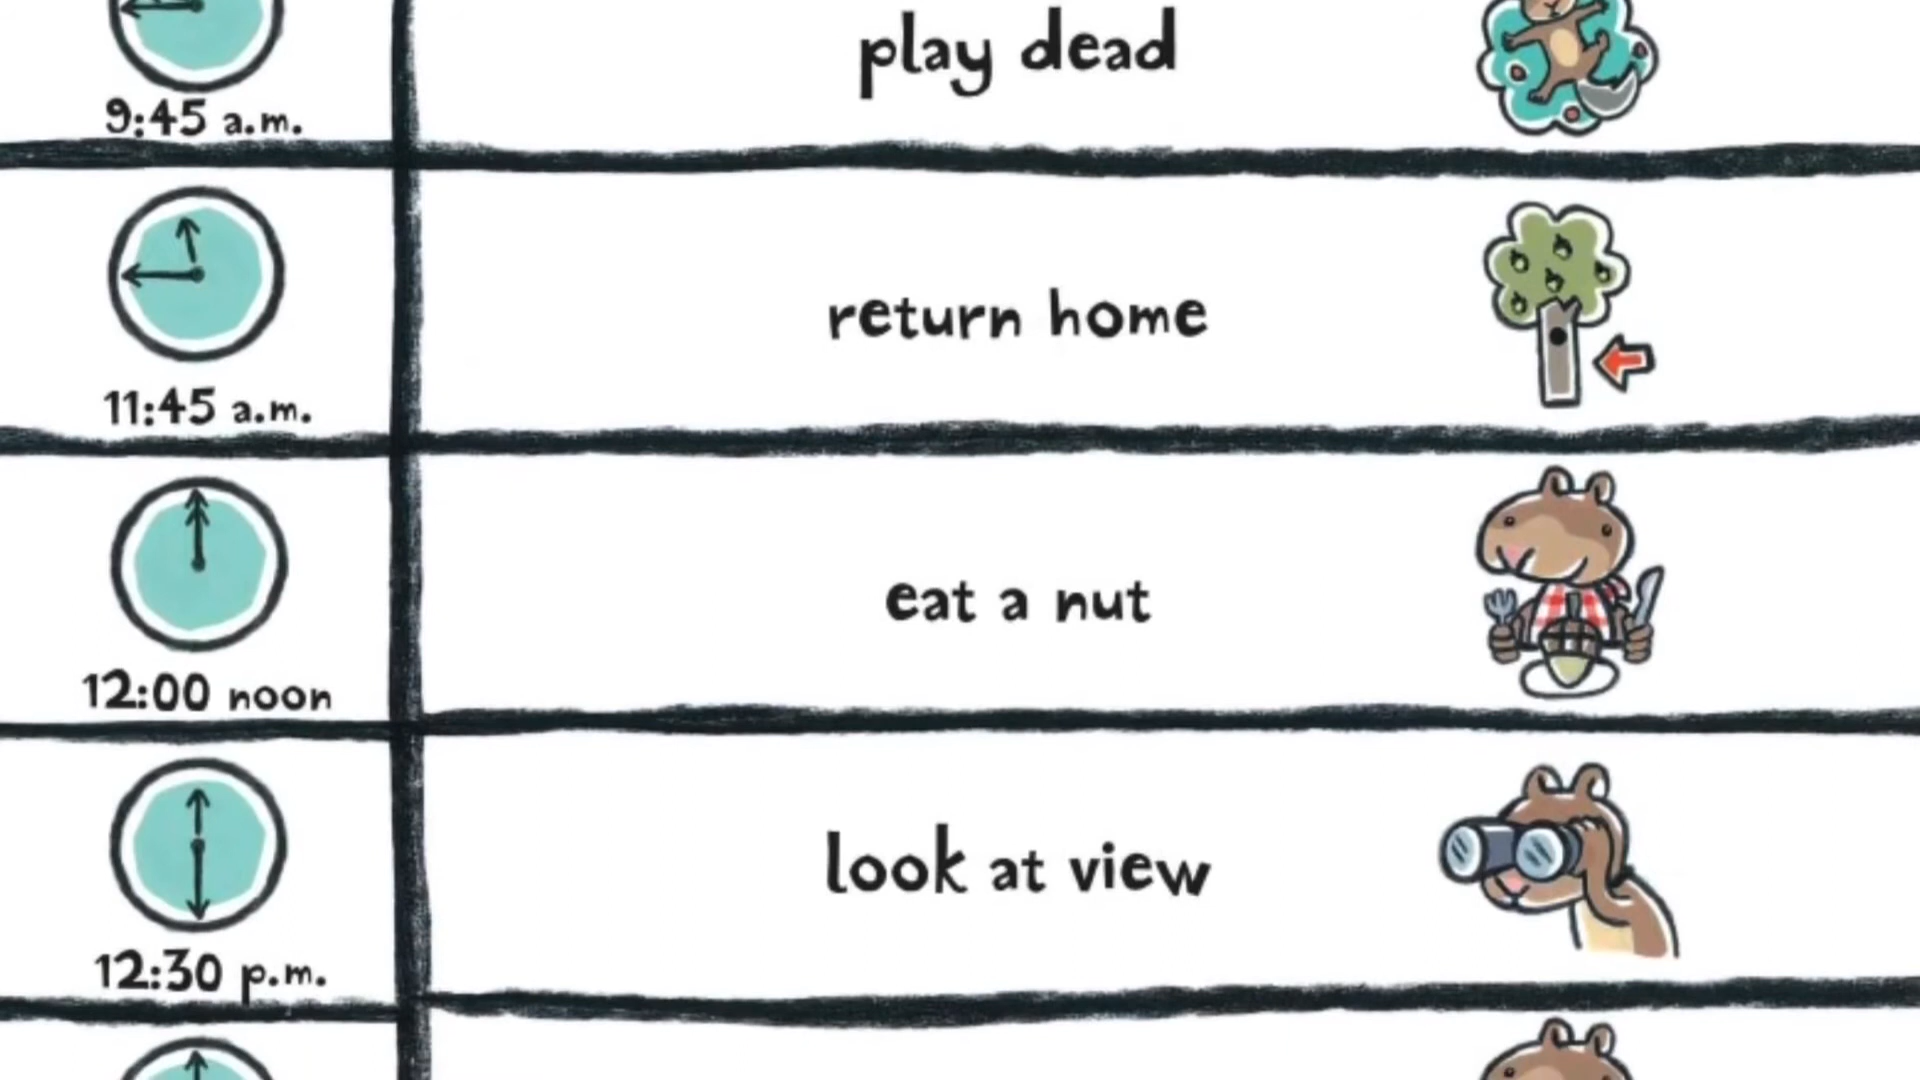 play dead
9:45 a.m.
return home
11:45 a.m.
eat a nut
12:00 noon
look at view
12:30 p.m.